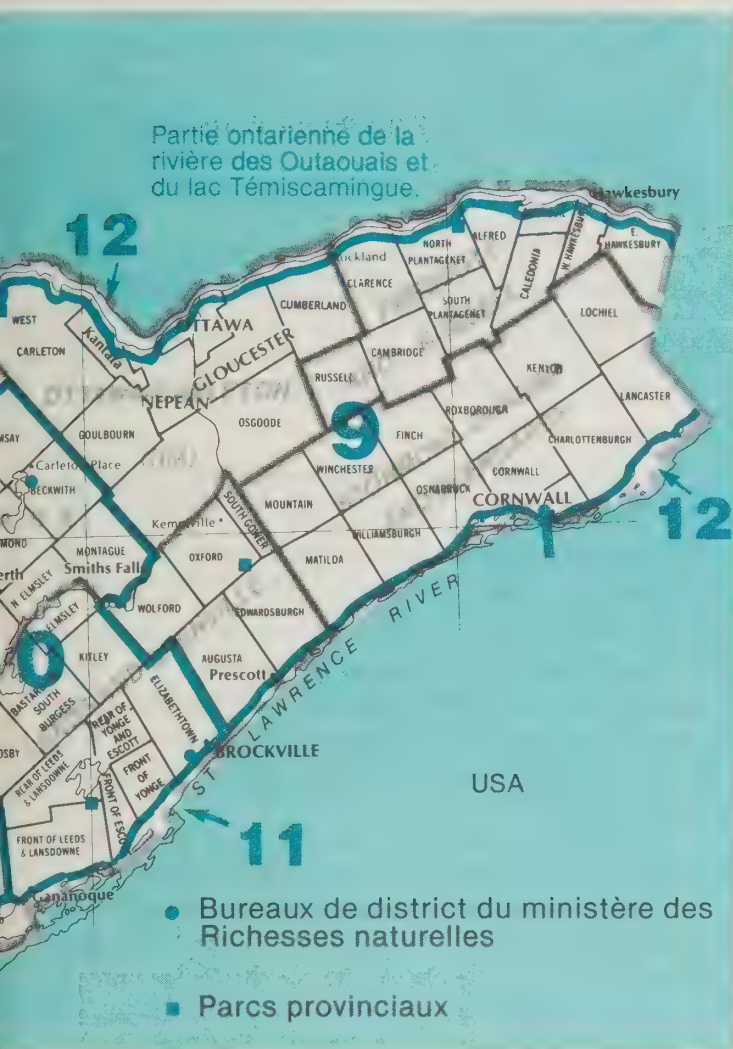 Partie ontarienne de la
rivière des Outaouais et
du lac Témiscamingue.
12
Hawkesbury
WEST
CARLETON
Kanata
OTTAWA
GLOUCESTER
NEPEAN
CUMBERLAND
Rockland
CLARENCE
NORTH
PLANTAGENET
ALFRED
CALEDONIA
W. HAWKESBURY
E.
HAWKESBURY
SOUTH
PLANTAGENET
LOCHIEL
RUSSELL
CAMBRIDGE
KENYON
LANCASTER
GOULBOURN
OSGOODE
9
FINCH
ROXBOROUGH
CHARLOTTENBURGH
WINCHESTER
CORNWALL
OSNABRUCK
CORNWALL
12
Carleton Place
BECKWITH
MOUNTAIN
SOUTH GOWER
Kemptville
OXFORD
WILLIAMSBURGH
MATILDA
MONTAGUE
Smiths Falls
N ELMSLEY
ELMSLEY
WOLFORD
EDWARDSBURGH
KITLEY
AUGUSTA
Prescott
ST LAWRENCE RIVER
SOUTH
BURGESS
ELIZABETHTOWN
REAR OF
YONGE
AND
ESCOTT
FRONT
OF
YONGE
REAR OF LEEDS
& LANSDOWNE
FRONT OF ESCO
BROCKVILLE
USA
11
FRONT OF LEEDS
& LANSDOWNE
Gananoque
Bureaux de district du ministère des
Richesses naturelles
Parcs provinciaux